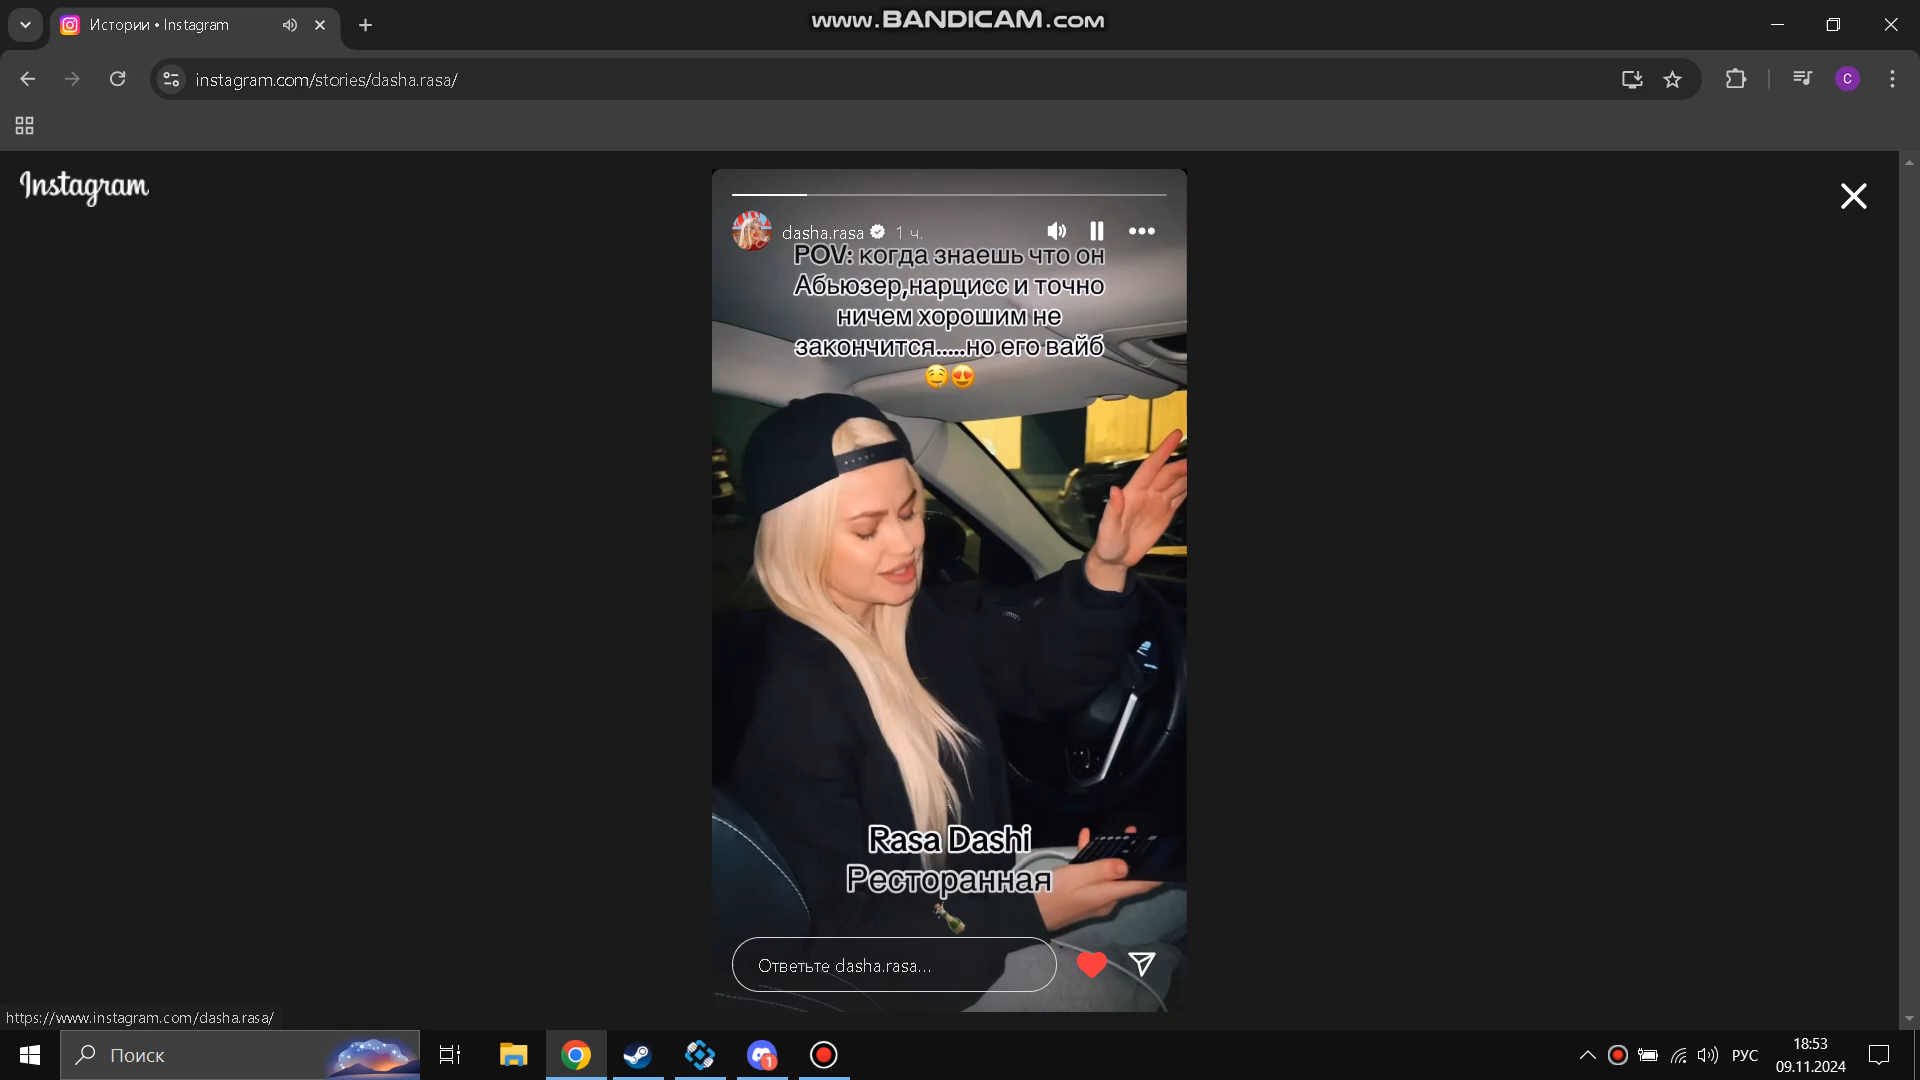 Истории • Instagram
www.BANDICAM.com
instagram.com/stories/dasha.rasa/
C
Instagram
dasha.rasa 1 ч.
POV: когда знаешь что он
Абьюзер,нарцисс и точно
ничем хорошим не
закончится.....но его вайб
🤤😍
Rasa Dashi
Ресторанная
🍾
Ответьте dasha.rasa...
https://www.instagram.com/dasha.rasa/
Поиск
1
РУС
18:53
09.11.2024